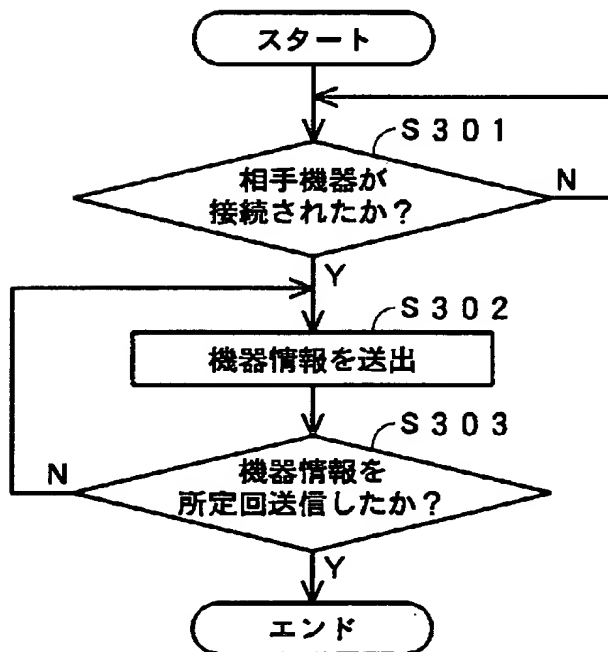 スタート
S301
相手機器が
接続されたか？
N
Y
S302
機器情報を送出
S303
機器情報を
所定回送信したか？
N
Y
エンド